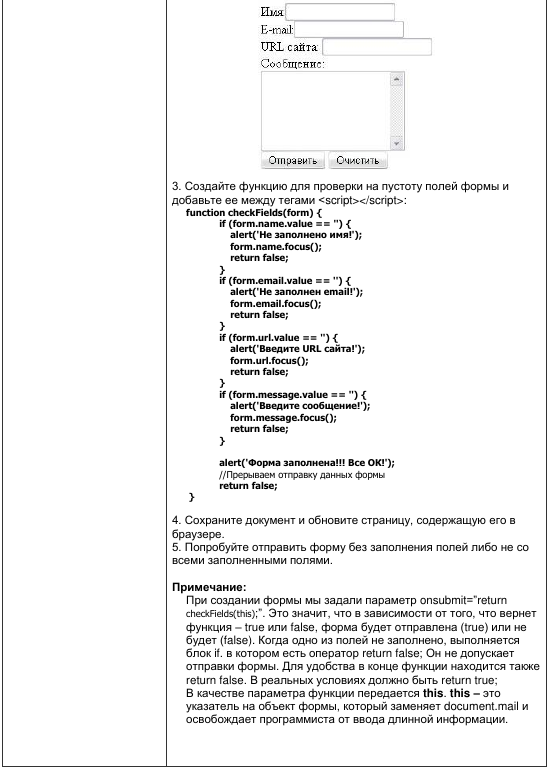 Имя:
E-mail:
URL сайта:
Сообщение:
Отправить Очистить
3. Создайте функцию для проверки на пустоту полей формы и
добавьте ее между тегами <script></script>:
function checkFields(form) {
if (form.name.value == '') {
alert('Не заполнено имя!');
form.name.focus();
return false;
}
if (form.email.value == '') {
alert('Не заполнен email!');
form.email.focus();
return false;
}
if (form.url.value == '') {
alert('Введите URL сайта!');
form.url.focus();
return false;
}
if (form.message.value == '') {
alert('Введите сообщение!');
form.message.focus();
return false;
}
alert('Форма заполнена!!! Все ОК!');
//Прерываем отправку данных формы
return false;
}
4. Сохраните документ и обновите страницу, содержащую его в
браузере.
5. Попробуйте отправить форму без заполнения полей либо не со
всеми заполненными полями.
Примечание:
При создании формы мы задали параметр onsubmit="return
checkFields(this);". Это значит, что в зависимости от того, что вернет
функция – true или false, форма будет отправлена (true) или не
будет (false). Когда одно из полей не заполнено, выполняется
блок if. в котором есть оператор return false; Он не допускает
отправки формы. Для удобства в конце функции находится также
return false. В реальных условиях должно быть return true;
В качестве параметра функции передается this. this – это
указатель на объект формы, который заменяет document.mail и
освобождает программиста от ввода длинной информации.